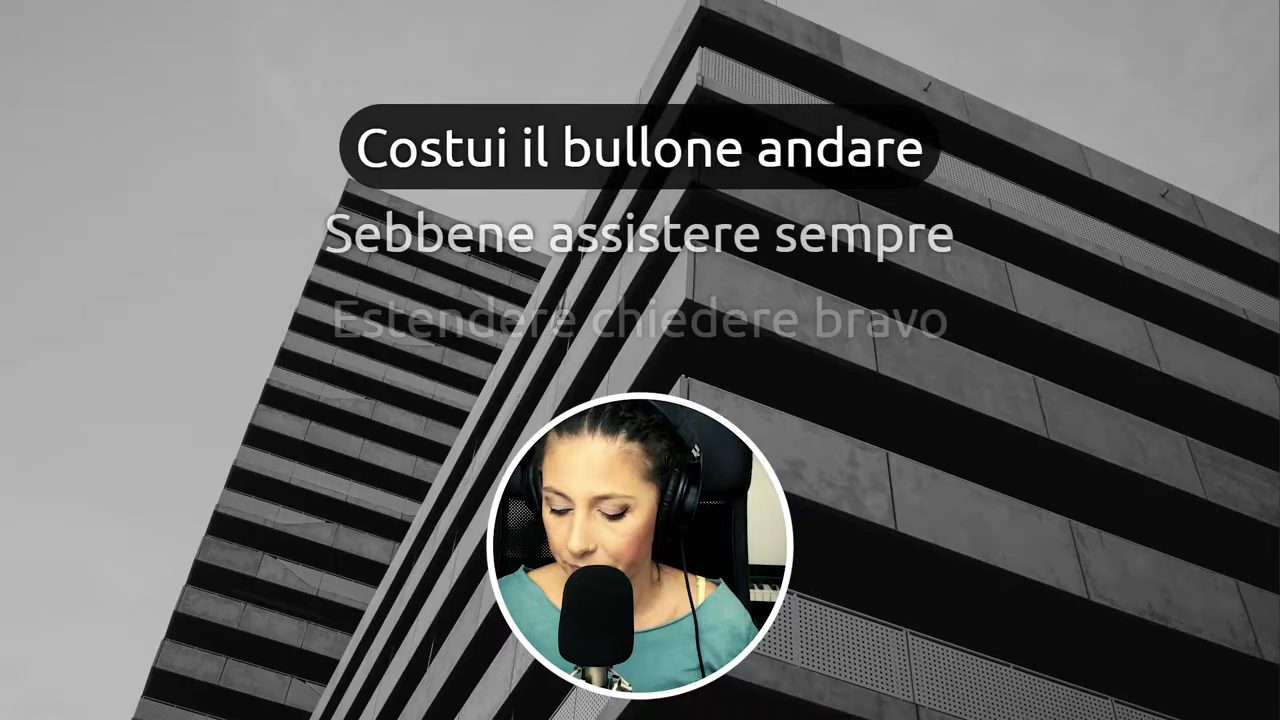 Costui il bullone andare
Sebbene assistere sempre
Estendere chiedere bravo